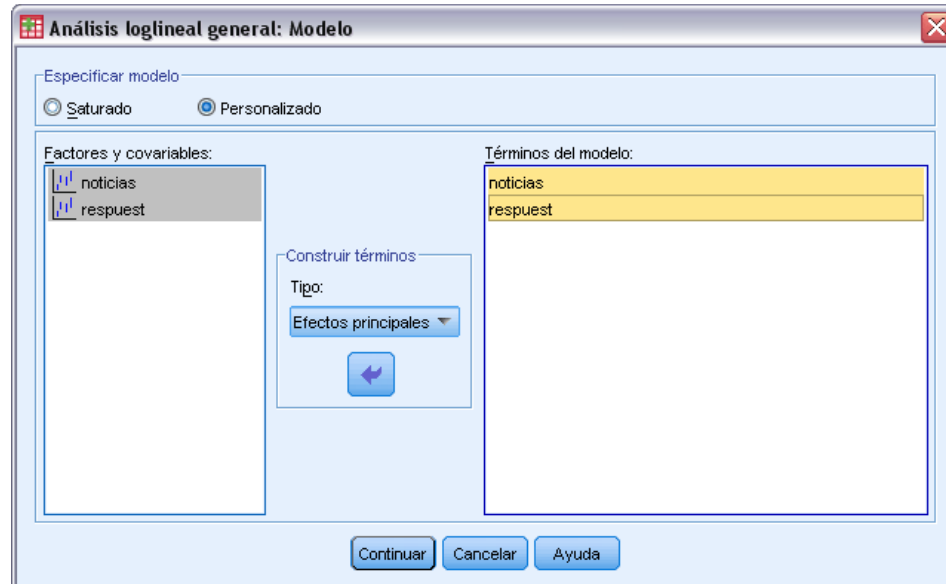 Análisis loglineal general: Modelo
Especificar modelo
Saturado
Personalizado
Factores y covariables:
noticias
respuest
Construir términos
Tipo:
Efectos principales
Términos del modelo:
noticias
respuest
Continuar
Cancelar
Ayuda